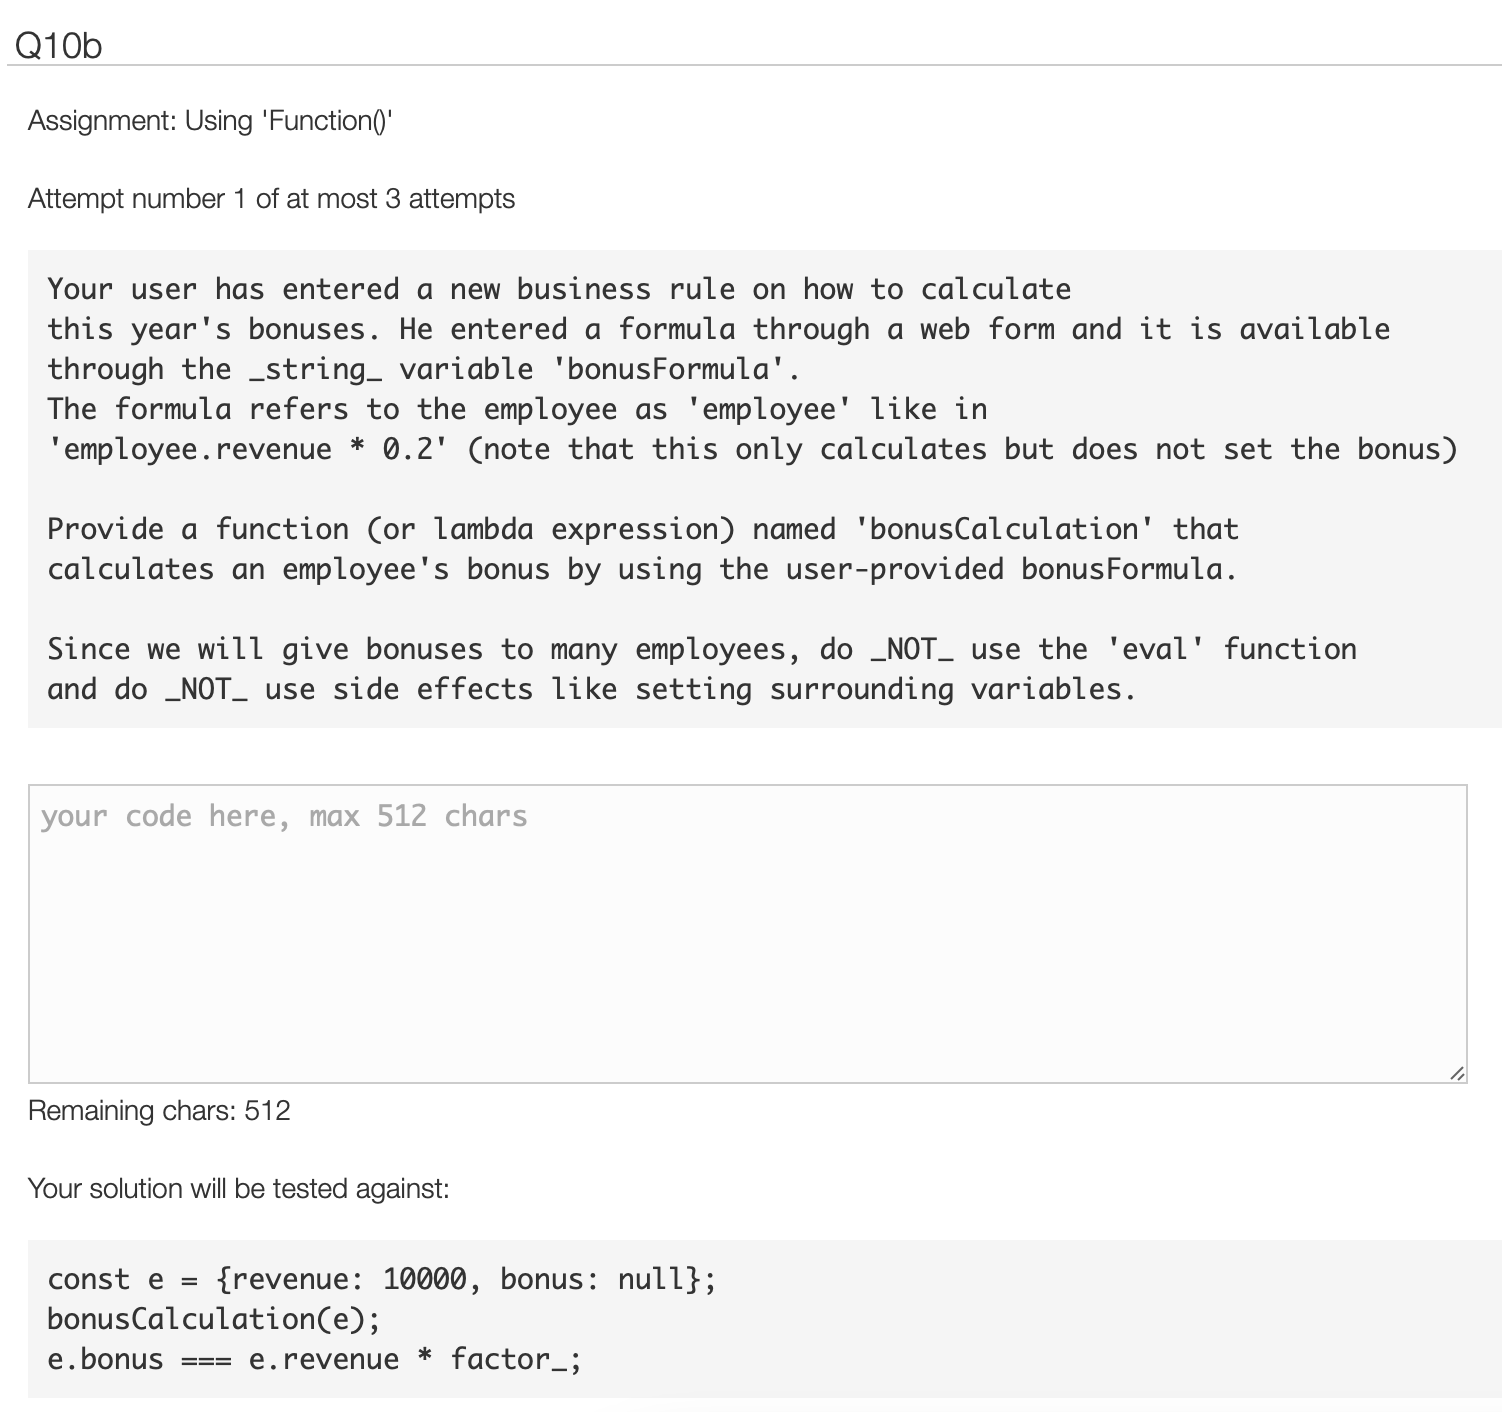 Q10b
Assignment: Using 'Function()'
Attempt number 1 of at most 3 attempts
Your user has entered a new business rule on how to calculate
this year's bonuses. He entered a formula through a web form and it is available
through the _string_ variable 'bonusFormula'.
The formula refers to the employee as 'employee' like in
'employee.revenue * 0.2' (note that this only calculates but does not set the bonus)
Provide a function (or lambda expression) named 'bonusCalculation' that
calculates an employee's bonus by using the user-provided bonusFormula.
Since we will give bonuses to many employees, do _NOT_ use the 'eval' function
and do _NOT_ use side effects like setting surrounding variables.
your code here, max 512 chars
Remaining chars: 512
Your solution will be tested against:
const e = {revenue: 10000, bonus: null};
bonusCalculation(e);
e.bonus === e.revenue * factor_;